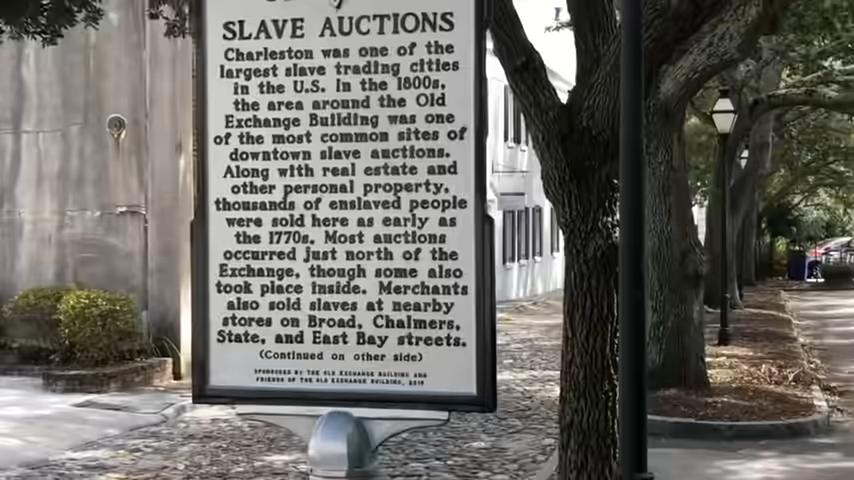 SLAVE AUCTIONS
Charleston was one of the
largest slave trading cities
in the U.S. In the 1800s,
the area around the Old
Exchange Building was one
of the most common sites of
downtown slave auctions.
Along with real estate and
other personal property,
thousands of enslaved people
were sold here as early as
the 1770s. Most auctions
occurred just north of the
Exchange, though some also
took place inside. Merchants
also sold slaves at nearby
stores on Broad, Chalmers,
State, and East Bay streets.
(Continued on other side)
SPONSORED BY THE OLD EXCHANGE BUILDING AND
FRIENDS OF THE OLD EXCHANGE BUILDING, 2016